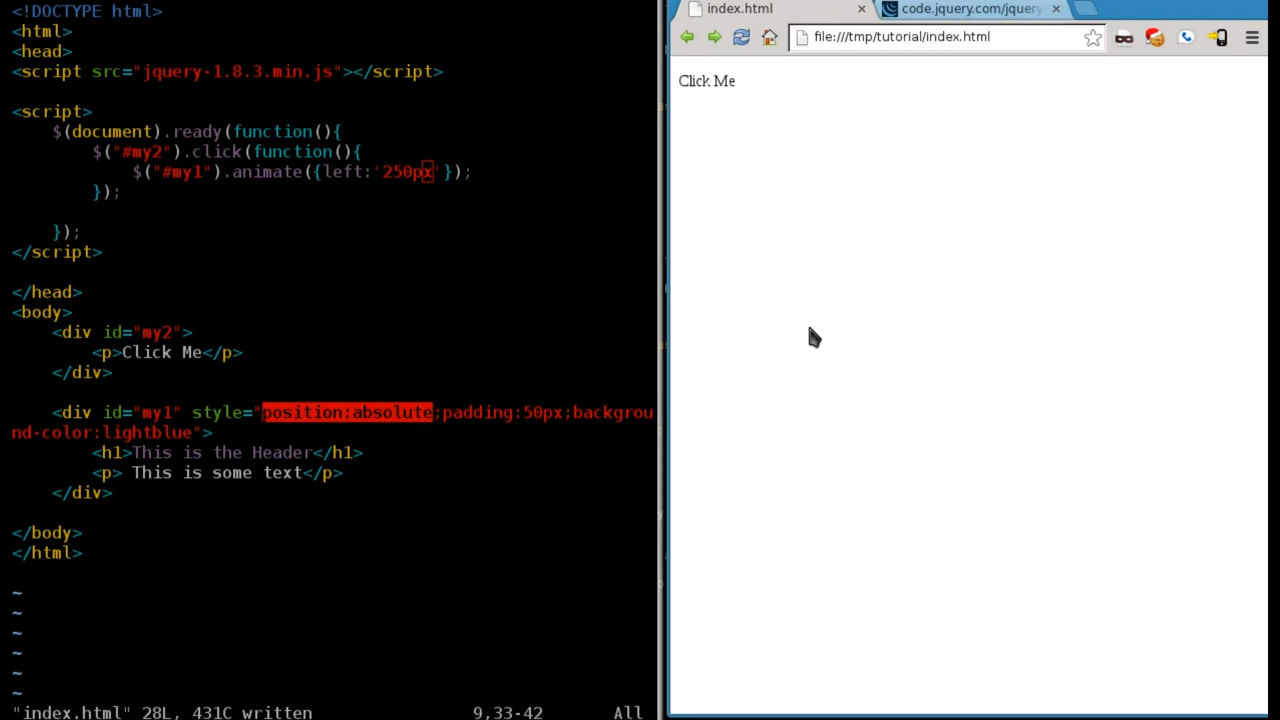 <!DOCTYPE html>
<html>
<head>
<script src="jquery-1.8.3.min.js"></script>
<script>
$(document).ready(function(){
$("#my2").click(function(){
$("#my1").animate({left:'250px'});
});
});
</script>
</head>
<body>
<div id="my2">
<p>Click Me</p>
</div>
<div id="my1" style="position:absolute;padding:50px;backgrou
nd-color:lightblue">
<h1>This is the Header</h1>
<p> This is some text</p>
</div>
</body>
</html>
~
~
~
~
~
~
"index.html" 28L, 431C written 9,33-42 All
index.html code.jquery.com/jquery
file:///tmp/tutorial/index.html
Click Me